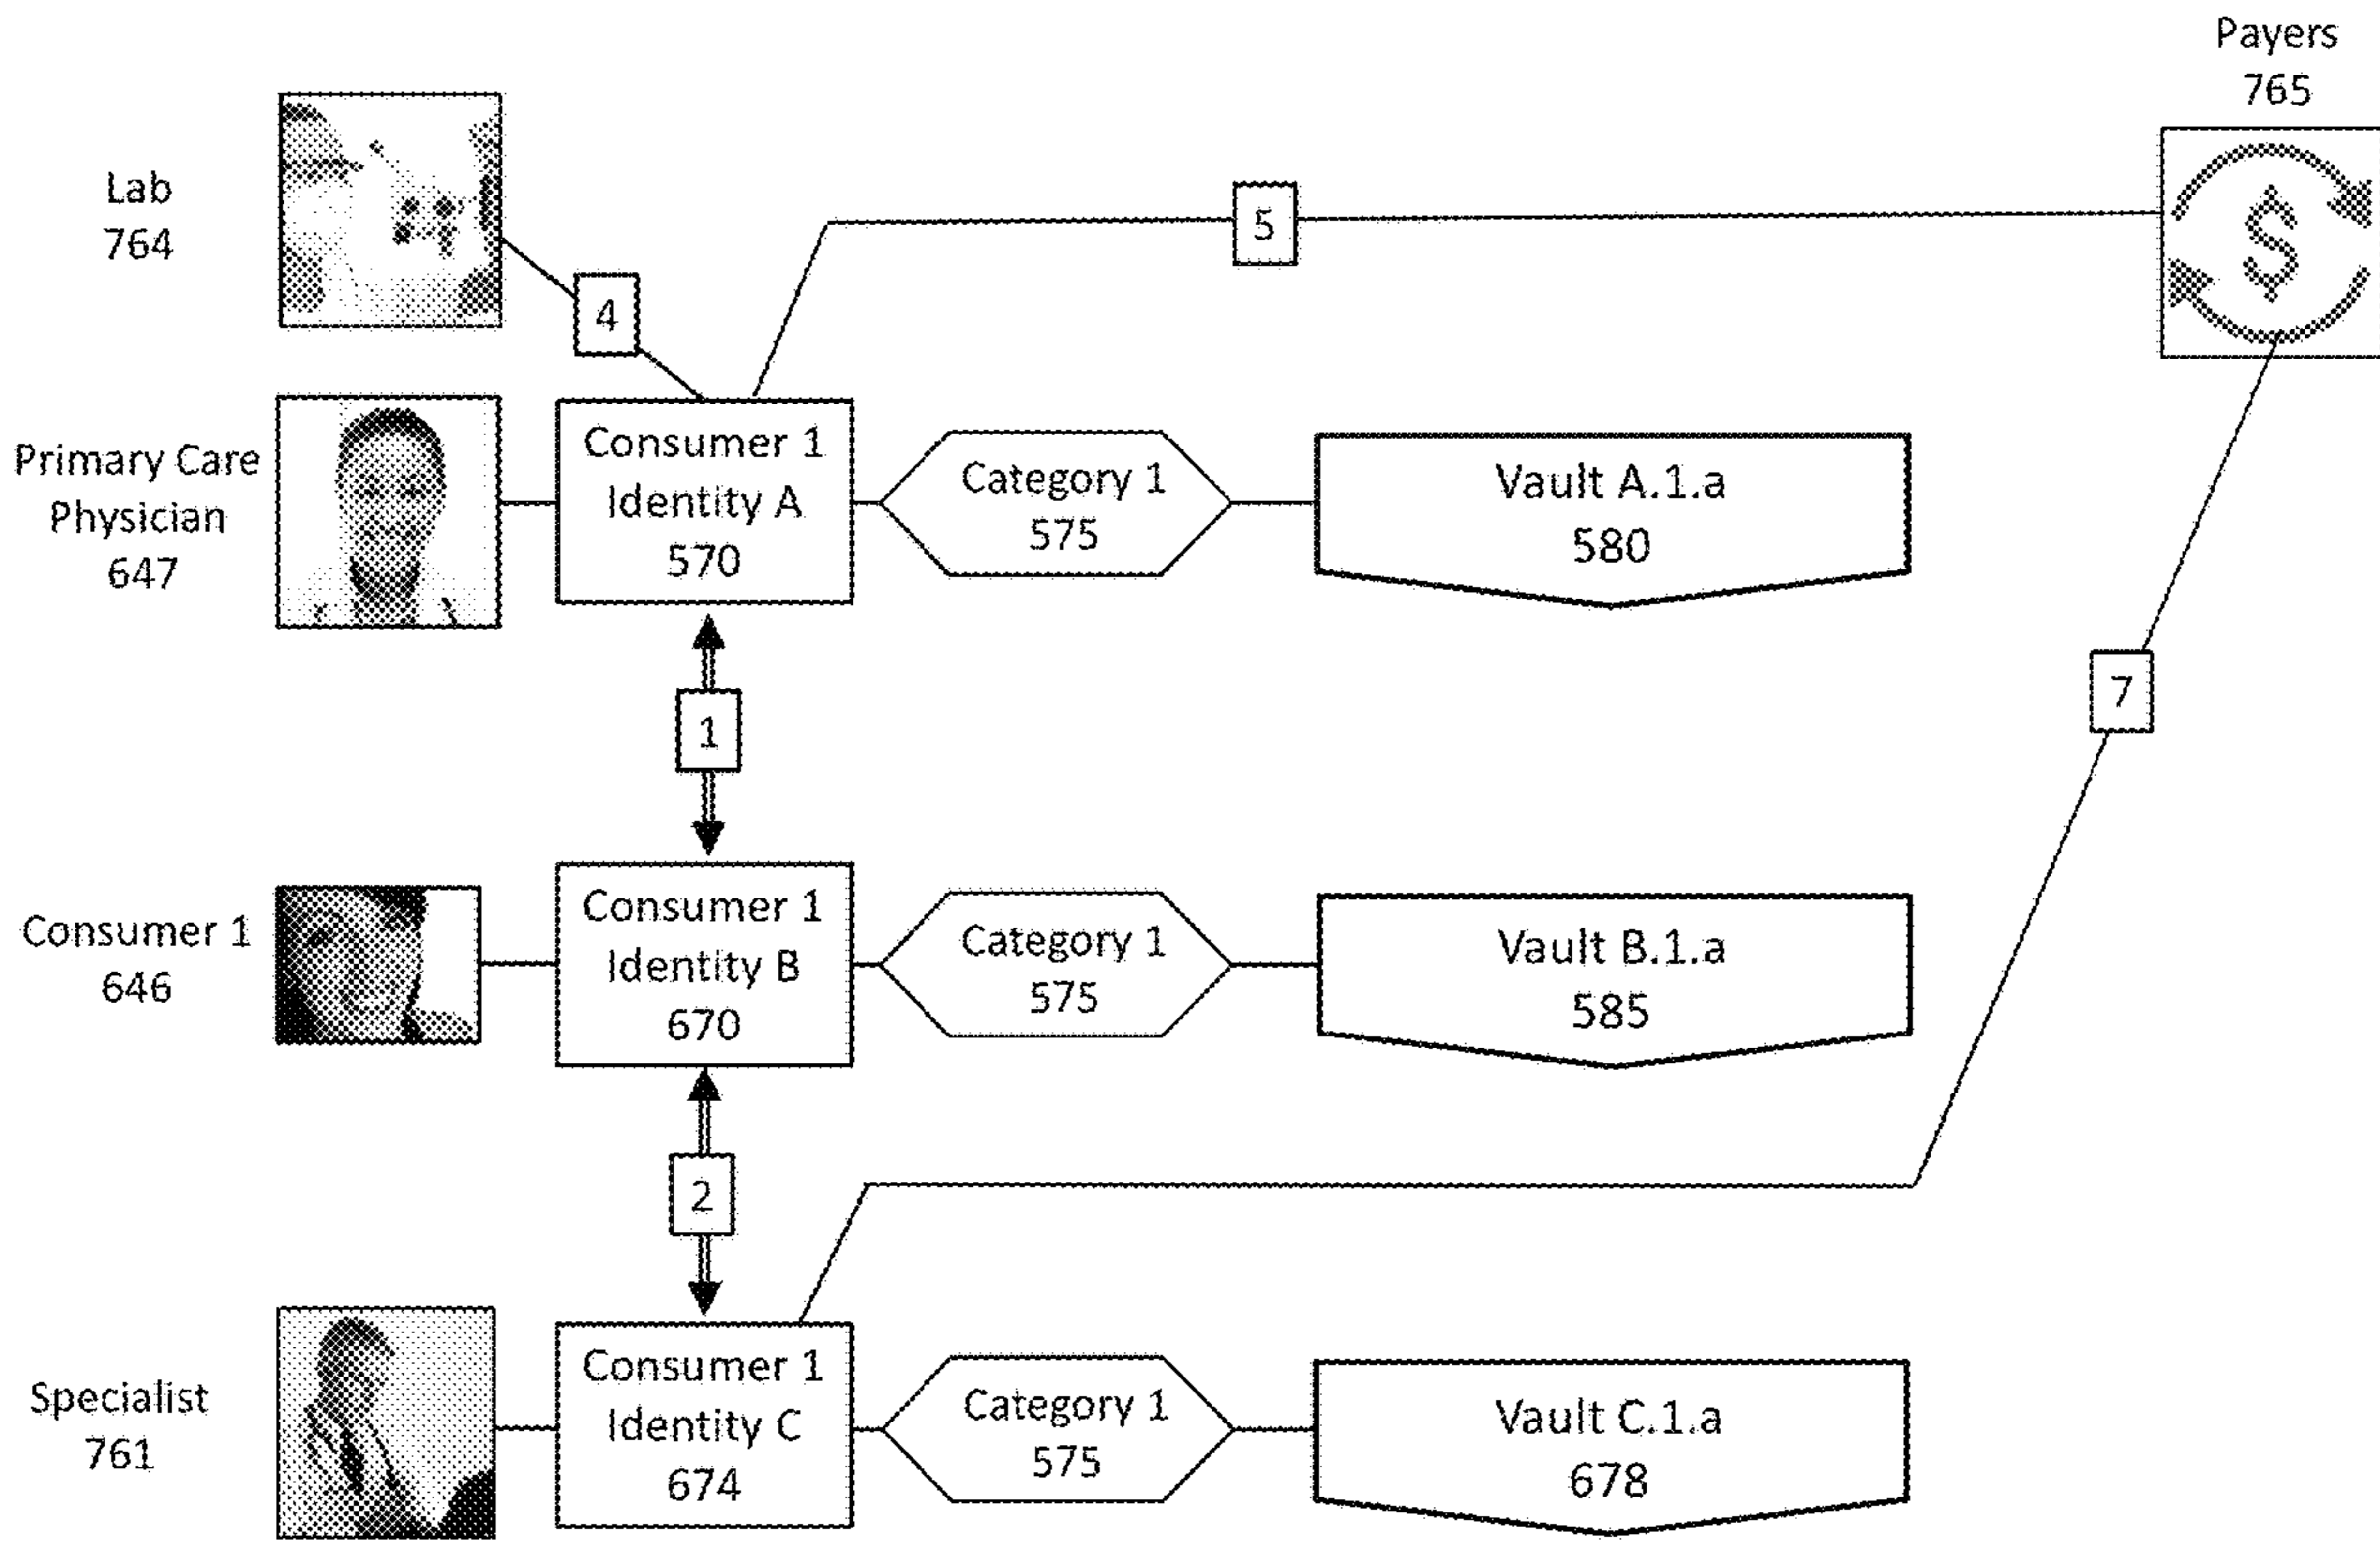 Payers
765
Lab
764
5
4
$
Primary Care
Physician
647
Consumer 1
Identity A
570
Category 1
575
Vault A.1.a
580
7
1
Consumer 1
646
Consumer 1
Identity B
670
Category 1
575
Vault B.1.a
585
2
Specialist
761
Consumer 1
Identity C
674
Category 1
575
Vault C.1.a
678